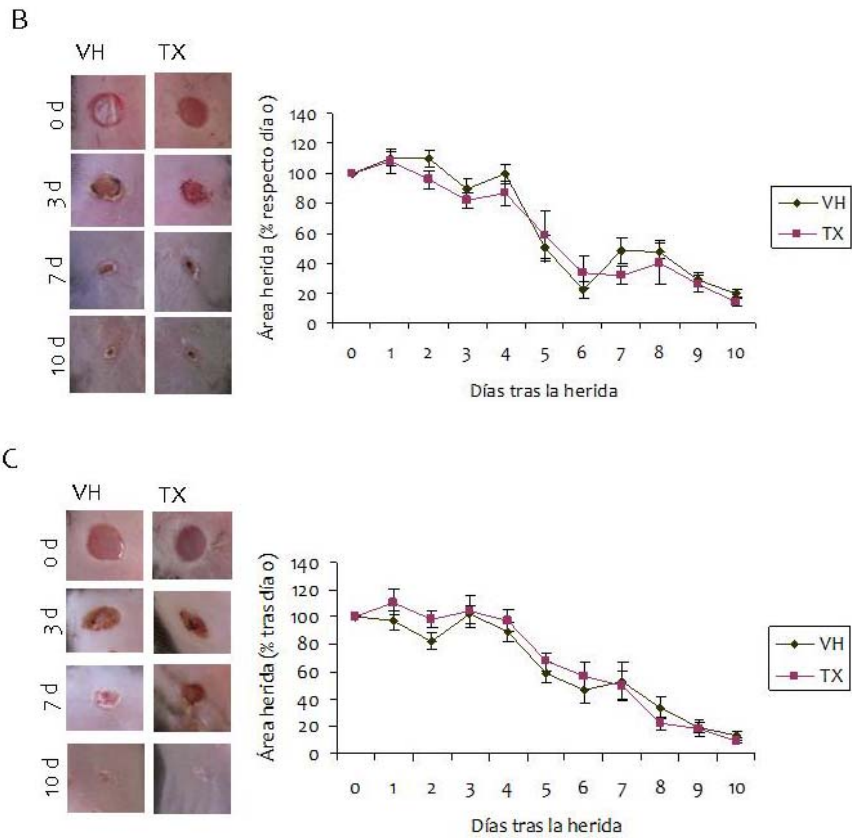 B
VH TX
0 d
3 d
7 d
10 d
Área herida (% respecto día 0)
140
120
100
80
60
40
20
0
0 1 2 3 4 5 6 7 8 9 10
Días tras la herida
VH
TX
C
VH TX
0 d
3 d
7 d
10 d
Área herida (% tras día 0)
140
120
100
80
60
40
20
0
0 1 2 3 4 5 6 7 8 9 10
Días tras la herida
VH
TX